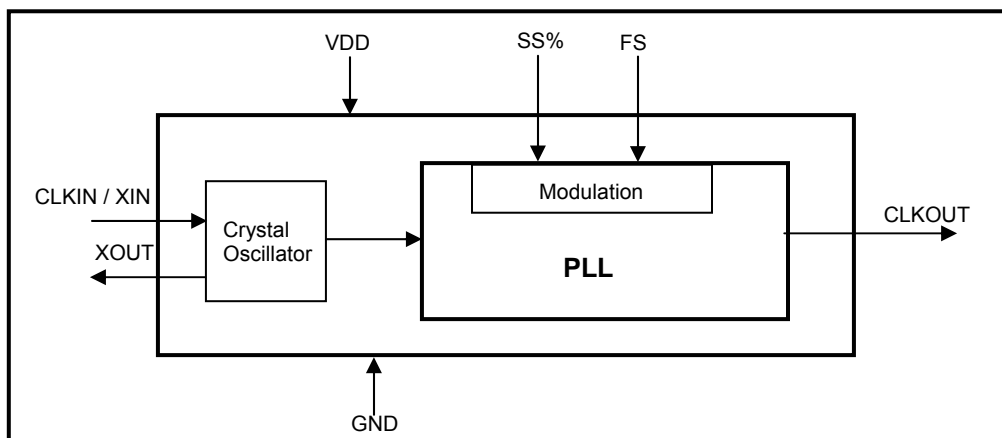 VDD
SS%
FS
CLKIN / XIN
XOUT
Crystal
Oscillator
Modulation
PLL
CLKOUT
GND